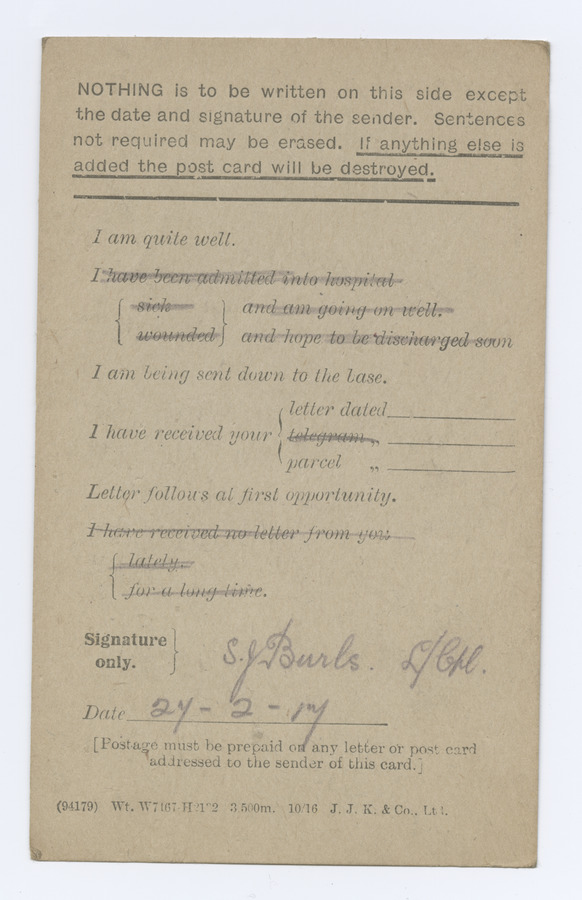 NOTHING is to be written on this side except
the date and signature of the sender. Sentences
not required may be erased. If anything else is
added the post card will be destroyed.
I am quite well.
I have been admitted into hospital
sick and am going on well.
wounded and hope to be discharged soon
I am being sent down to the base.
letter dated
I have received your telegram „
parcel „
Letter follows at first opportunity.
I have received no letter from you
lately.
for a long time.
Signature
only.
S. J Burls. L/Cpl.
Date 27-2-17
[Postage must be prepaid on any letter or post card
addressed to the sender of this card.]
(94179) Wt. 3,500m. 10/16 J. J. K. & Co., Ltd.